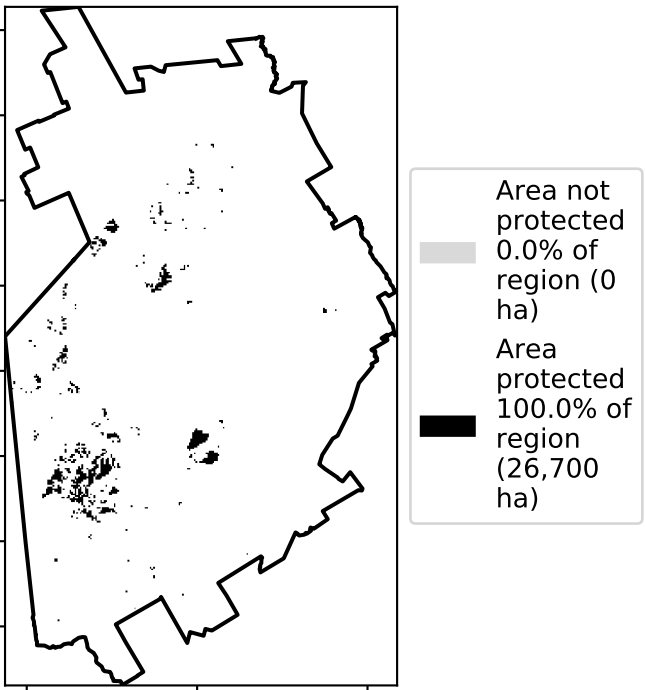 Area not
protected
0.0% of
region (0
ha)
Area
protected
100.0% of
region
(26,700
ha)